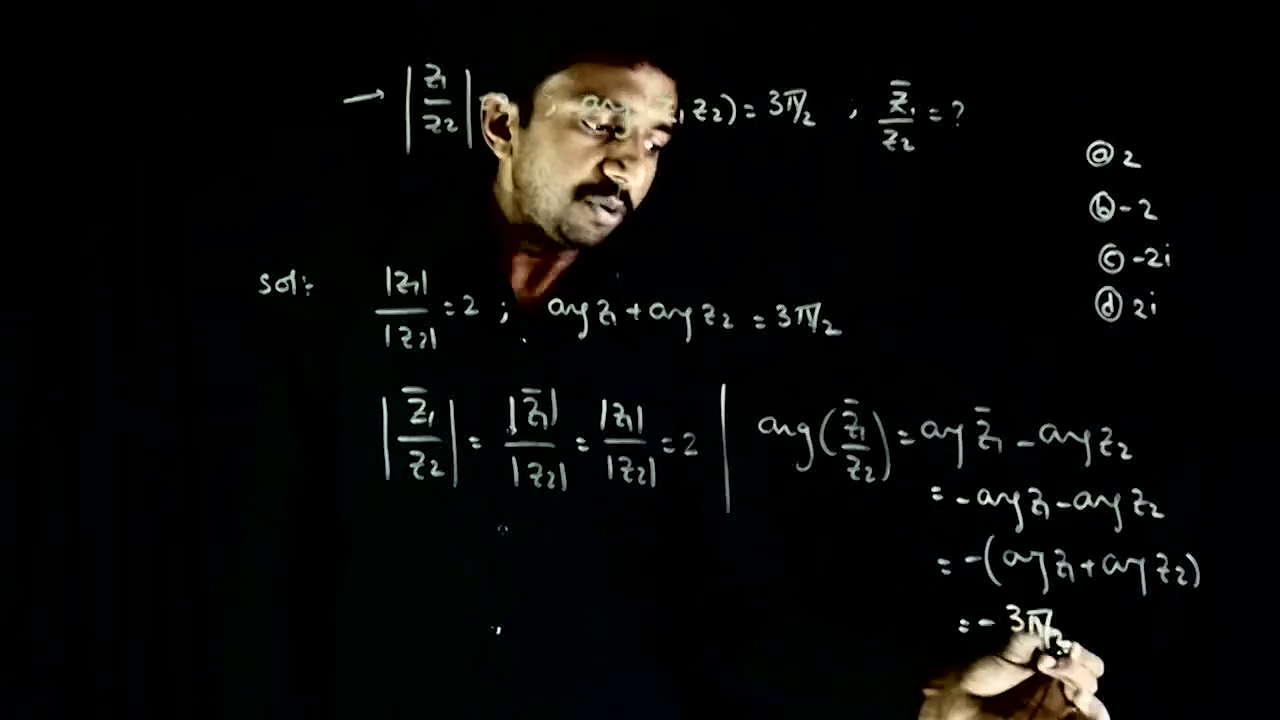 → |z₁/z₂| ; arg(z₁z₂) = 3π/2 ; z̄₁/z₂ = ?
ⓐ 2
ⓑ -2
ⓒ -2i
ⓓ 2i
Sol: |z₁|/|z₂| = 2 ; arg z₁ + arg z₂ = 3π/2
|z̄₁/z₂| = |z̄₁|/|z₂| = |z₁|/|z₂| = 2 | arg(z̄₁/z₂) = arg z̄₁ - arg z₂
= - arg z₁ - arg z₂
= -(arg z₁ + arg z₂)
= - 3π/2